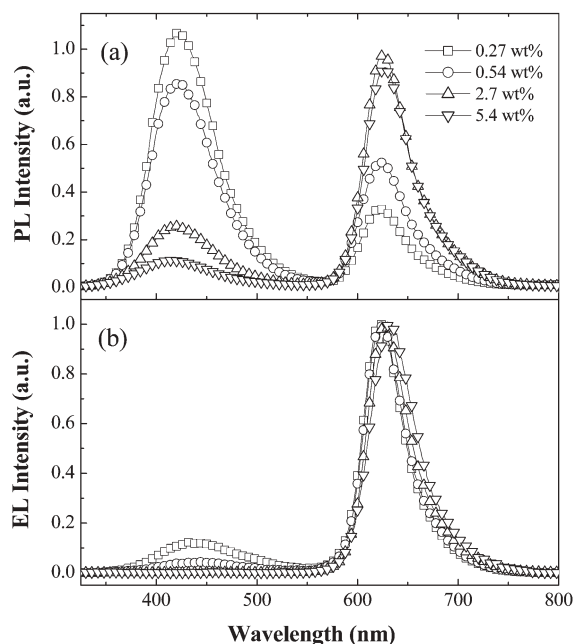 (a)
0.27 wt%
0.54 wt%
2.7 wt%
5.4 wt%
PL Intensity (a.u.)
1.0
0.8
0.6
0.4
0.2
0.0
(b)
EL Intensity (a.u.)
1.0
0.8
0.6
0.4
0.2
0.0
400 500 600 700 800
Wavelength (nm)